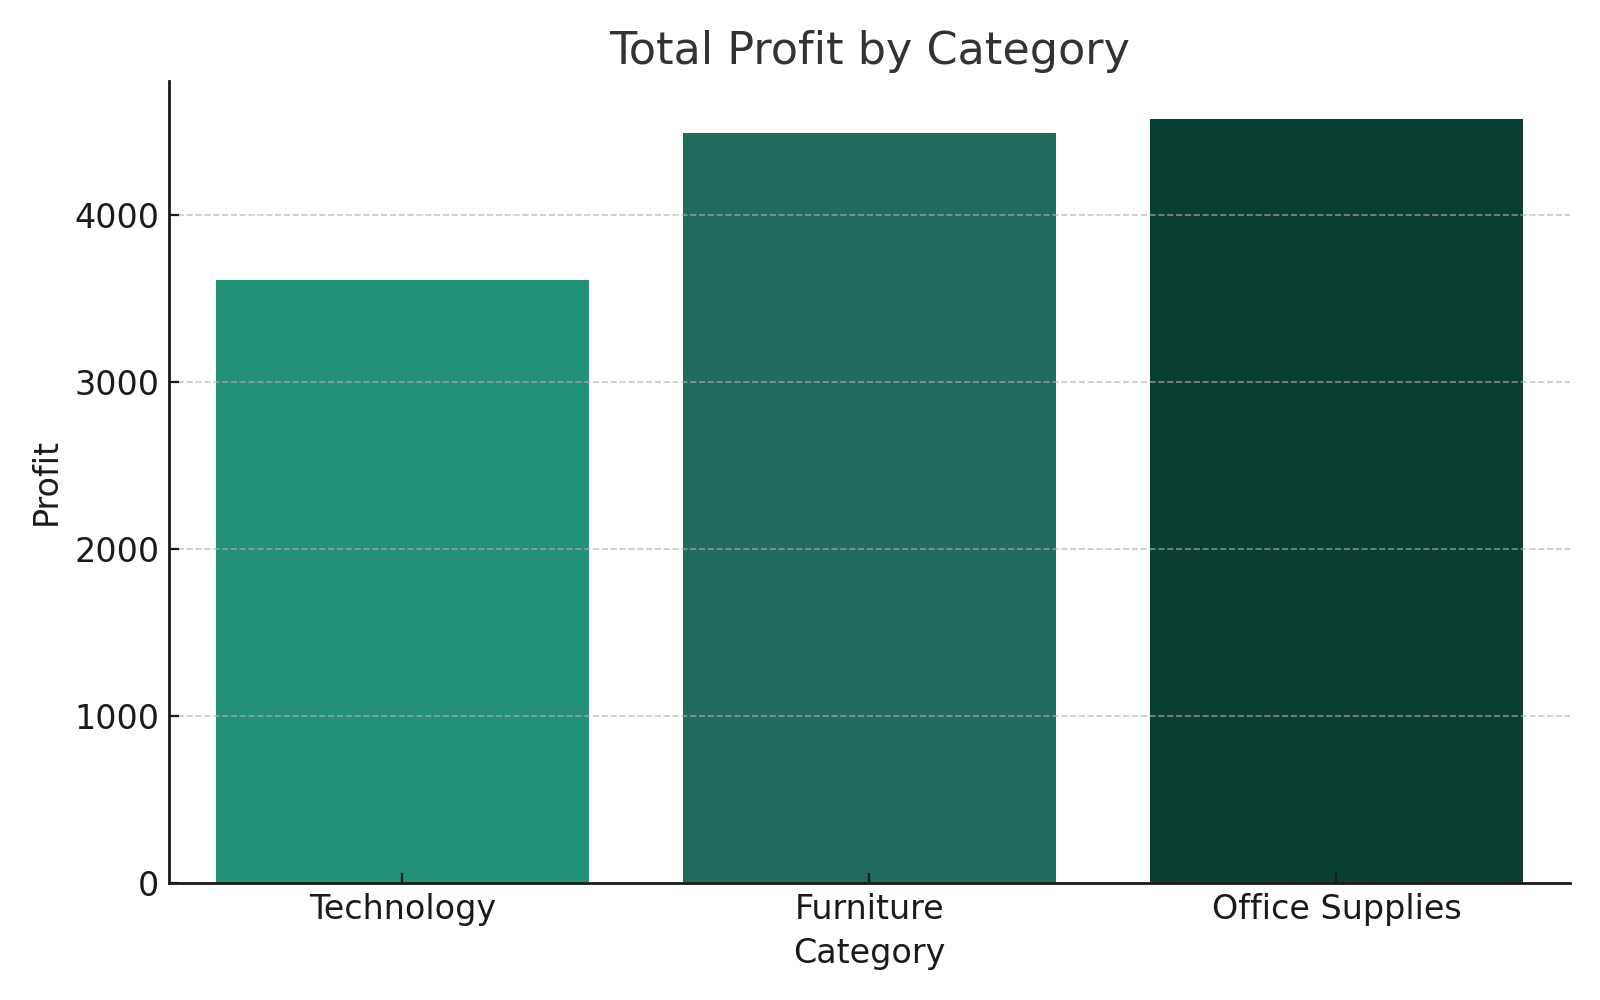 Total Profit by Category
Profit
4000
3000
2000
1000
0
Technology Furniture Office Supplies
Category